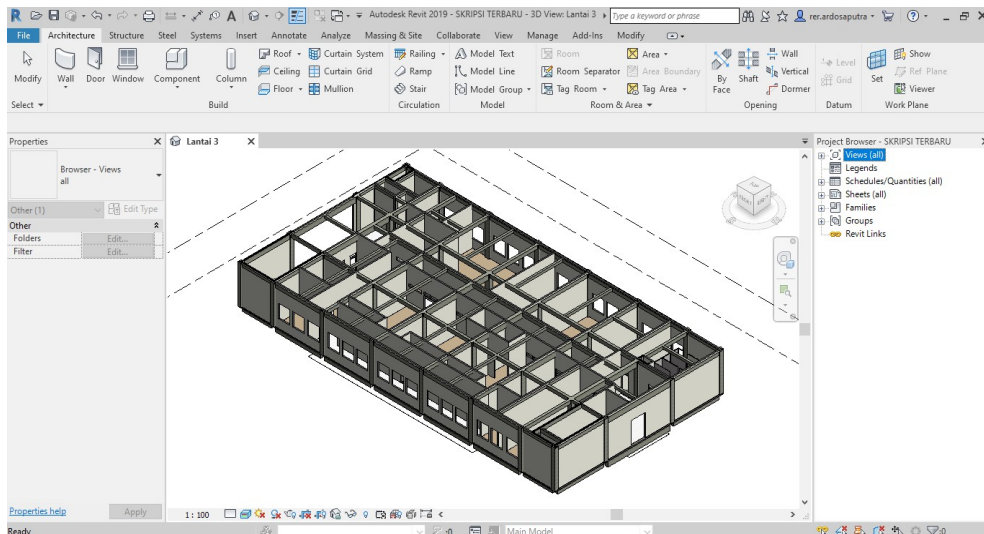 Autodesk Revit 2019 - SKRIPSI TERBARU - 3D View: Lantai 3
Type a keyword or phrase
rer.ardosaputra
File Architecture Structure Steel Systems Insert Annotate Analyze Massing & Site Collaborate View Manage Add-Ins Modify
Modify
Wall Door Window Component Column
Roof Curtain System
Ceiling Curtain Grid
Floor Mullion
Railing
Ramp
Stair
Model Text
Model Line
Model Group
Room Area
Room Separator Area Boundary
Tag Room Tag Area
By Face
Shaft
Wall
Vertical
Dormer
Level
Grid
Set
Show
Ref Plane
Viewer
Select Build Circulation Model Room & Area Opening Datum Work Plane
Properties
Browser - Views
all
Other (1) Edit Type
Other
Folders Edit...
Filter Edit...
Properties help Apply
Lantai 3
Project Browser - SKRIPSI TERBARU
Views (all)
Legends
Schedules/Quantities (all)
Sheets (all)
Families
Groups
Revit Links
1 : 100
Ready
:0 Main Model :0